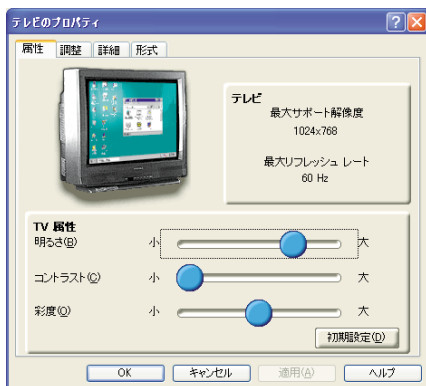 テレビのプロパティ
属性 調整 詳細 形式
テレビ
最大サポート解像度
1024x768
最大リフレッシュ レート
60 Hz
TV 属性
明るさ(B) 小 大
コントラスト(C) 小 大
彩度(O) 小 大
初期設定(D)
OK キャンセル 適用(A) ヘルプ